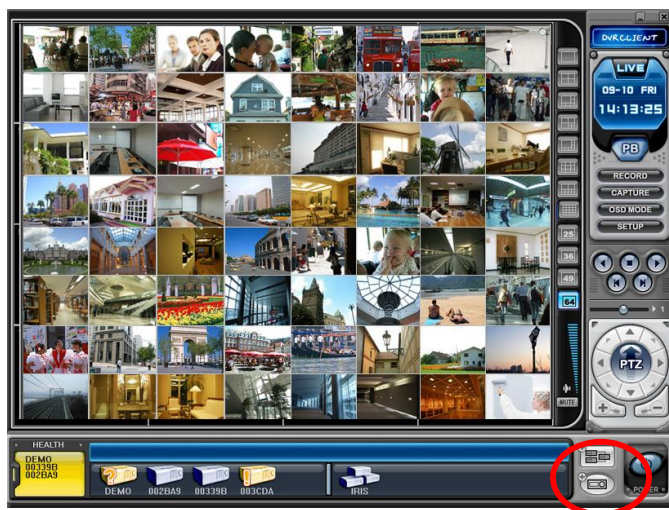 DVRCLIENT
LIVE
09-10 FRI
14:13:25
PB
RECORD
CAPTURE
OSD MODE
SETUP
25
36
49
64
1
PTZ
MUTE
HEALTH
DEMO
00339B
002BA9
DEMO 002BA9 00339B 003CDA IRIS
POWER